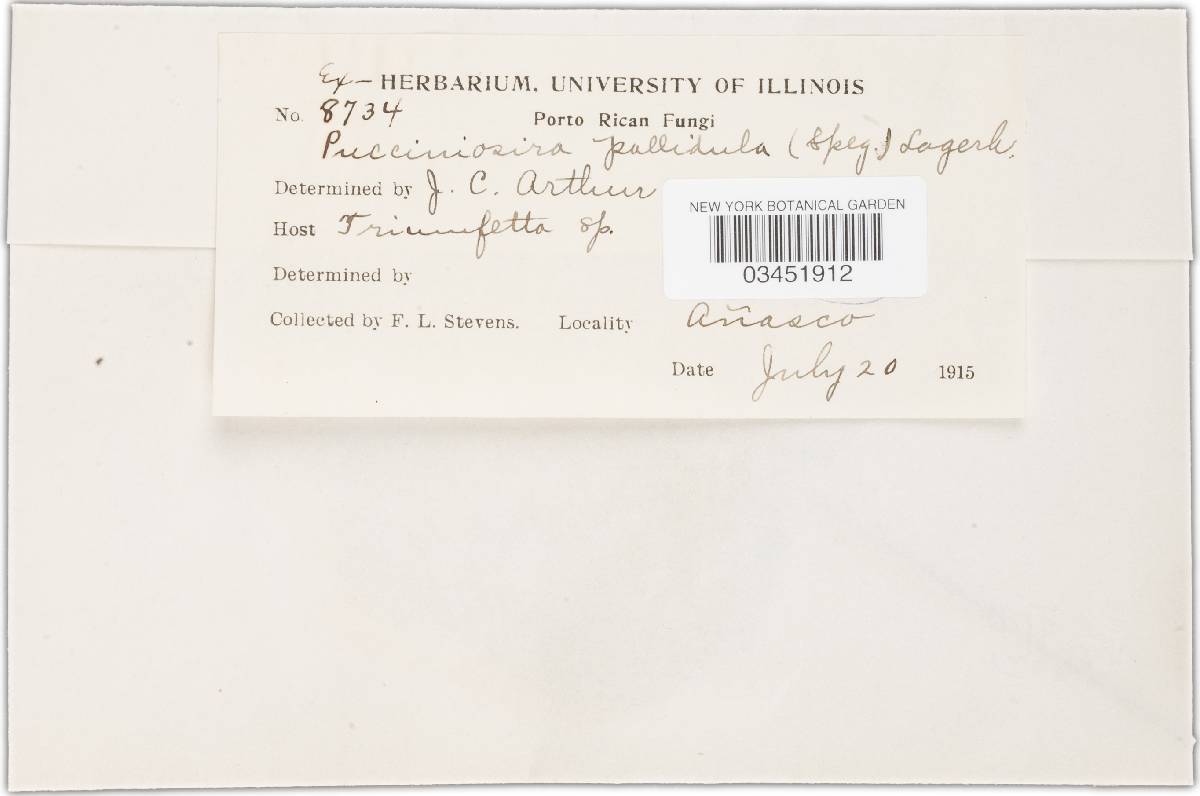 Ex- HERBARIUM, UNIVERSITY OF ILLINOIS
No. 8734 Porto Rican Fungi
Pucciniosira pallidula (Speg.) Lagerh.
Determined by J. C. Arthur
Host Triumfetta sp.
NEW YORK BOTANICAL GARDEN
03451912
Determined by
Collected by F. L. Stevens. Locality Añasco
Date July 20 1915